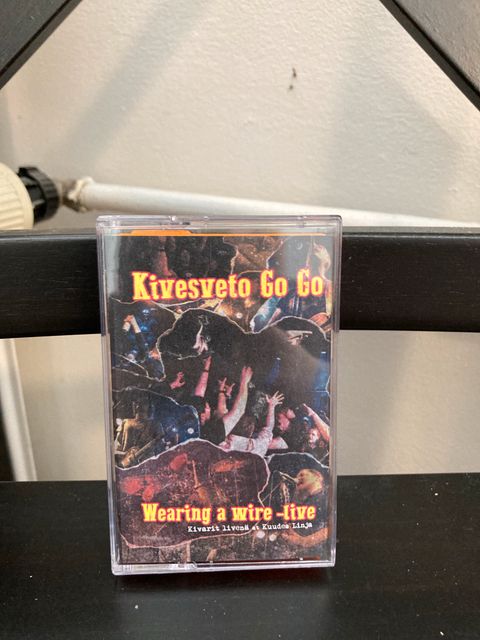 Kivesveto Go Go
Wearing a wire -live
Kivarit livenä at Kuudes Linja